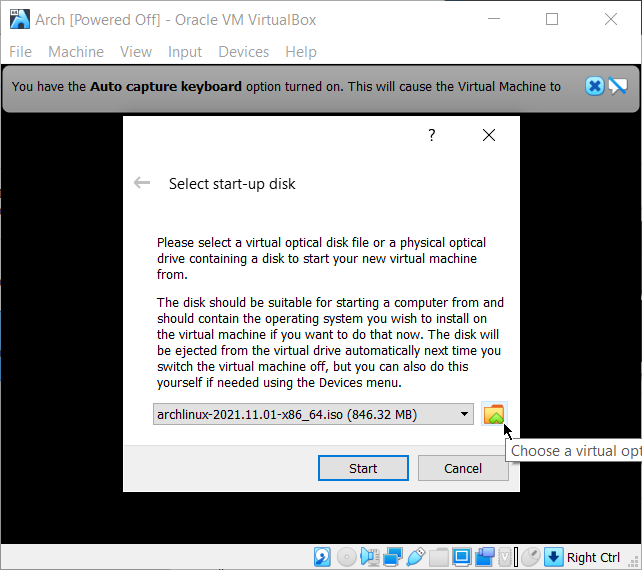 Arch [Powered Off] - Oracle VM VirtualBox
File Machine View Input Devices Help
You have the Auto capture keyboard option turned on. This will cause the Virtual Machine to
?
Select start-up disk
Please select a virtual optical disk file or a physical optical
drive containing a disk to start your new virtual machine
from.
The disk should be suitable for starting a computer from and
should contain the operating system you wish to install on
the virtual machine if you want to do that now. The disk will
be ejected from the virtual drive automatically next time you
switch the virtual machine off, but you can also do this
yourself if needed using the Devices menu.
archlinux-2021.11.01-x86_64.iso (846.32 MB)
Choose a virtual opt
Start Cancel
Right Ctrl